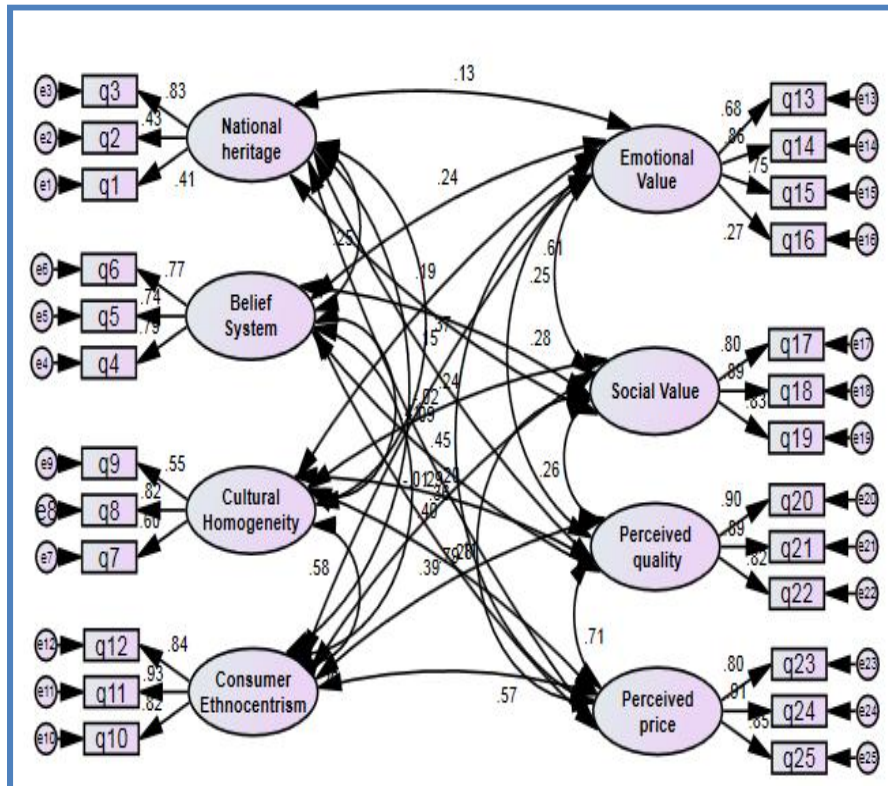 .13
e3
q3
.83
e2
q2
.43
e1
q1
.41
National
heritage
e13
q13
.68
e14
q14
.86
e15
q15
.75
e16
q16
.27
Emotional
Value
.24
.25
.61
.19
.25
e6
q6
.77
e5
q5
.74
e4
q4
.79
Belief
System
.37
.15
.28
e17
q17
.80
e18
q18
.89
e19
q19
.83
Social Value
.24
-.02
.09
.45
.26
e9
q9
.55
e8
q8
.82
e7
q7
.60
Cultural
Homogeneity
-.01
.40
.58
.39
e20
q20
.90
e21
q21
.89
e22
q22
.82
Perceived
quality
.71
e12
q12
.84
e11
q11
.93
e10
q10
.82
Consumer
Ethnocentrism
.57
e23
q23
.80
e24
q24
e25
q25
.85
Perceived
price